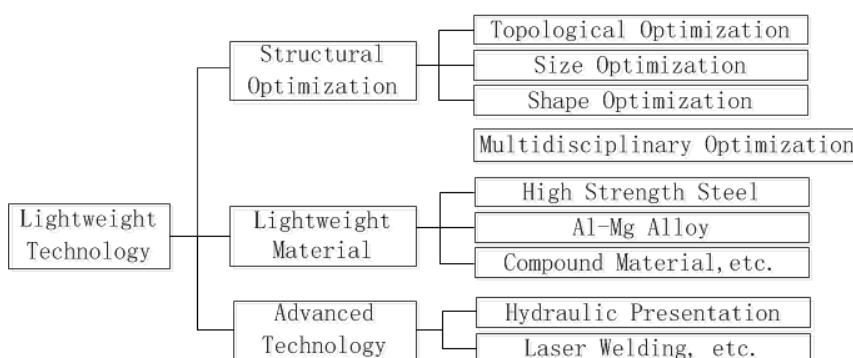 Structural
Optimization
Topological Optimization
Size Optimization
Shape Optimization
Multidisciplinary Optimization
Lightweight
Technology
Lightweight
Material
High Strength Steel
Al-Mg Alloy
Compound Material,etc.
Advanced
Technology
Hydraulic Presentation
Laser Welding, etc.